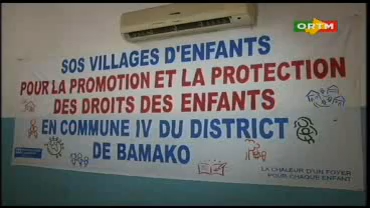 ORTM
SOS VILLAGES D'ENFANTS
POUR LA PROMOTION ET LA PROTECTION
DES DROITS DES ENFANTS
EN COMMUNE IV DU DISTRICT
DE BAMAKO
LA CHALEUR D'UN FOYER
POUR CHAQUE ENFANT